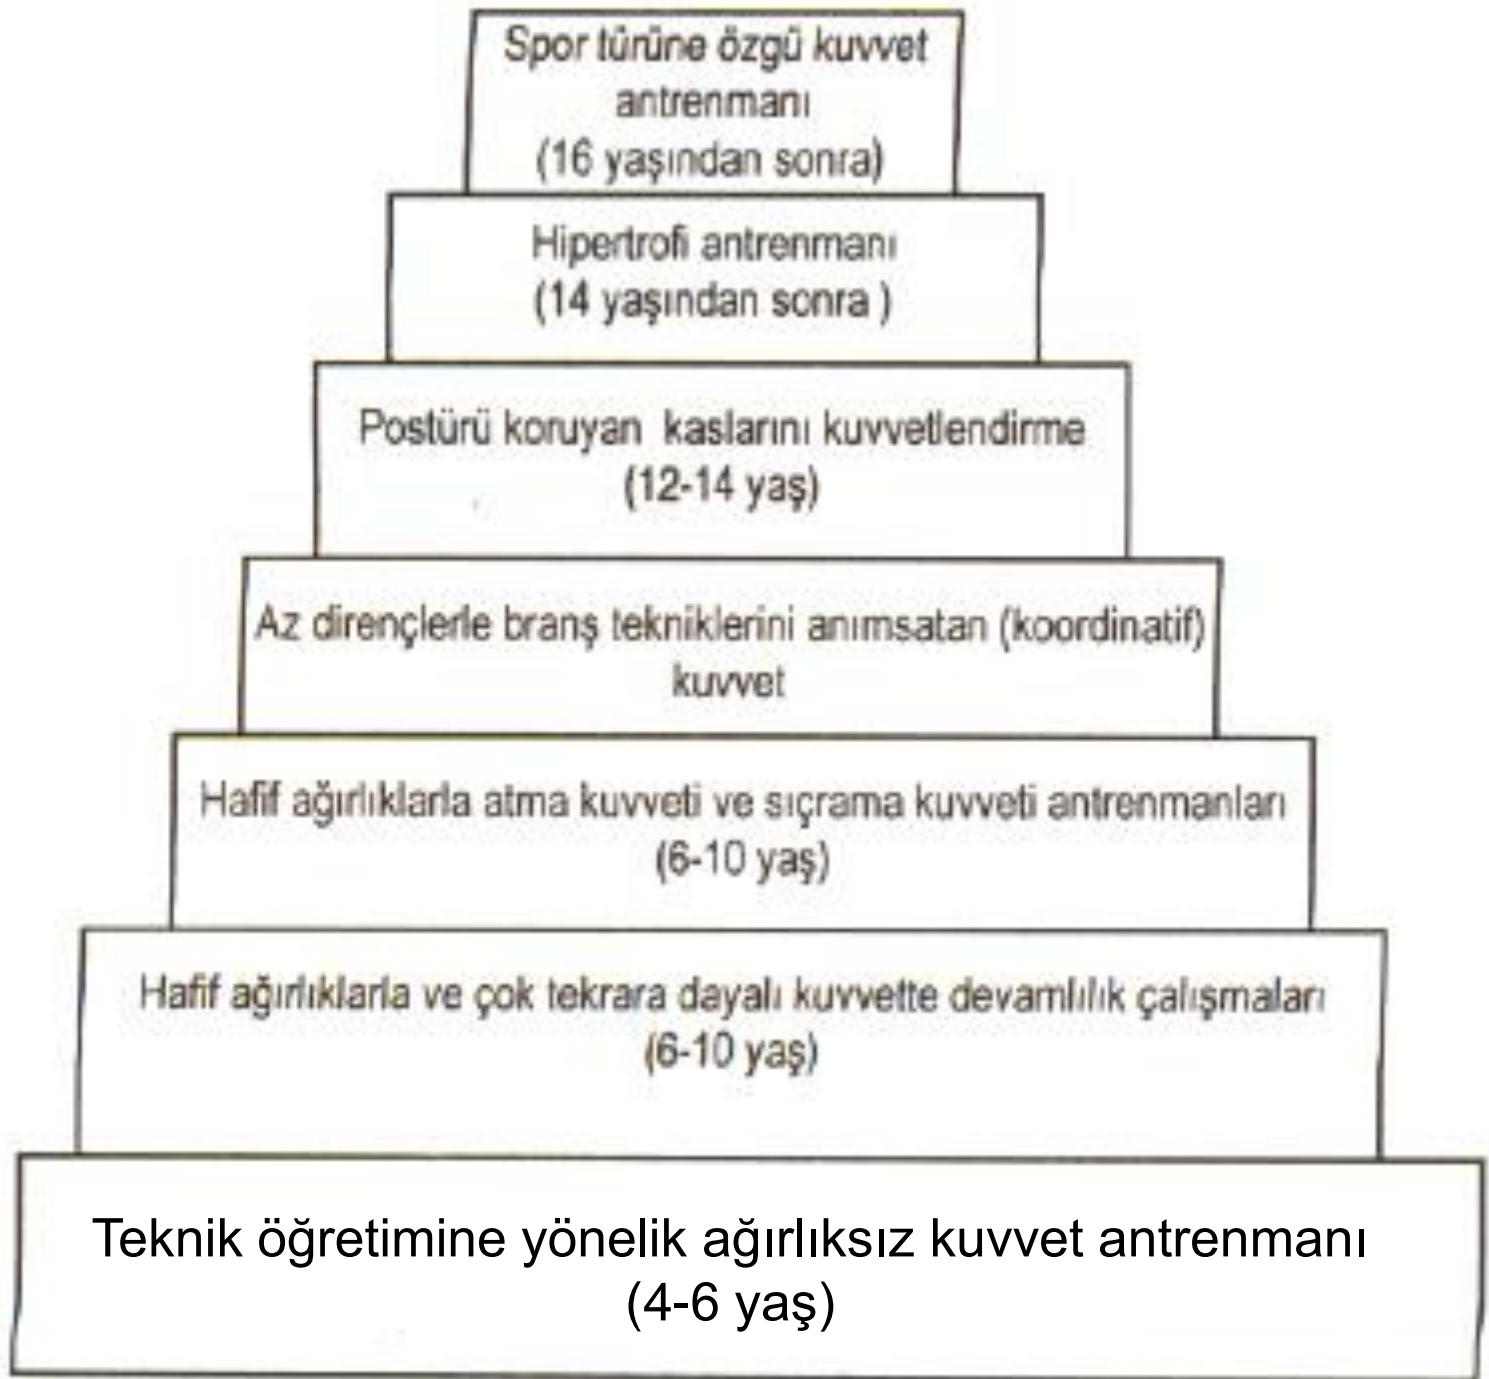 Spor türüne özgü kuvvet
antrenmanı
(16 yaşından sonra)
Hipertrofi antrenmanı
(14 yaşından sonra )
Postürü koruyan kaslarını kuvvetlendirme
(12-14 yaş)
Az dirençlerle branş tekniklerini anımsatan (koordinatif)
kuvvet
Hafif ağırlıklarla atma kuvveti ve sıçrama kuvveti antrenmanları
(6-10 yaş)
Hafif ağırlıklarla ve çok tekrara dayalı kuvvette devamlılık çalışmaları
(6-10 yaş)
Teknik öğretimine yönelik ağırlıksız kuvvet antrenmanı
(4-6 yaş)